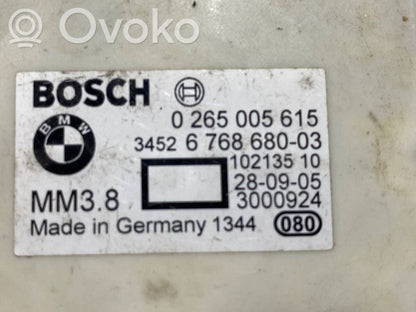 Ovoko
BOSCH
BMW
0 265 005 615
3452 6 768 680-03
102135 10
28-09-05
MM3.8
3000924
Made in Germany 1344
080